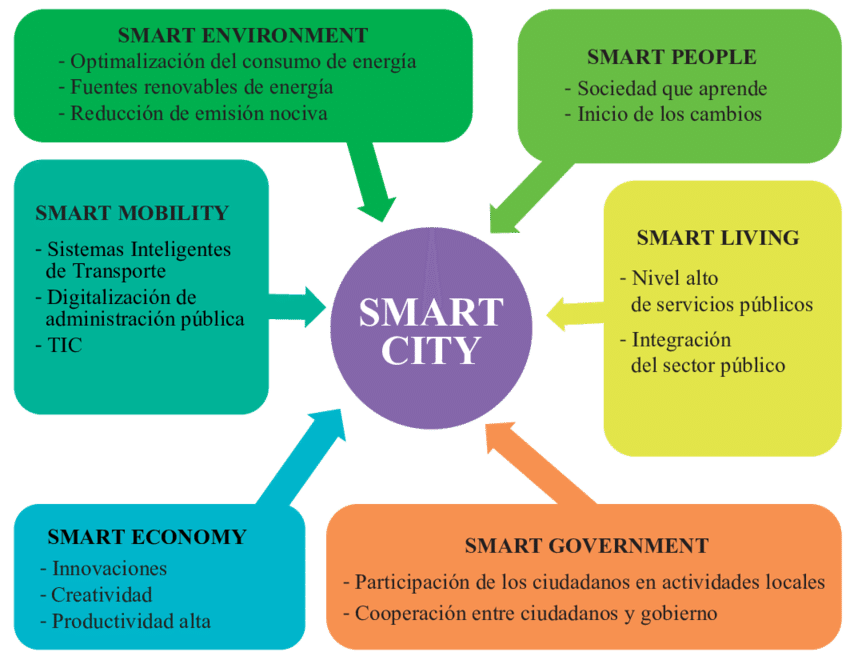 SMART ENVIRONMENT
- Optimalización del consumo de energía
- Fuentes renovables de energía
- Reducción de emisión nociva
SMART PEOPLE
- Sociedad que aprende
- Inicio de los cambios
SMART MOBILITY
- Sistemas Inteligentes
de Transporte
- Digitalización de
administración pública
- TIC
SMART
CITY
SMART LIVING
- Nivel alto
de servicios públicos
- Integración
del sector público
SMART ECONOMY
- Innovaciones
- Creatividad
- Productividad alta
SMART GOVERNMENT
- Participación de los ciudadanos en actividades locales
- Cooperación entre ciudadanos y gobierno